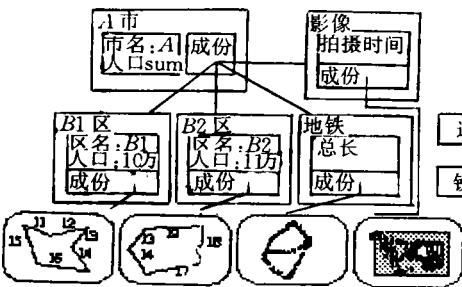 A市
市名:A
人口sum
成份
影像
拍摄时间
成份
B1区
区名:B1
人口:10万
成份
B2区
区名:B2
人口:11万
成份
地铁
总长
成份
11 12
15 13
14
16
13 19 18
14
17